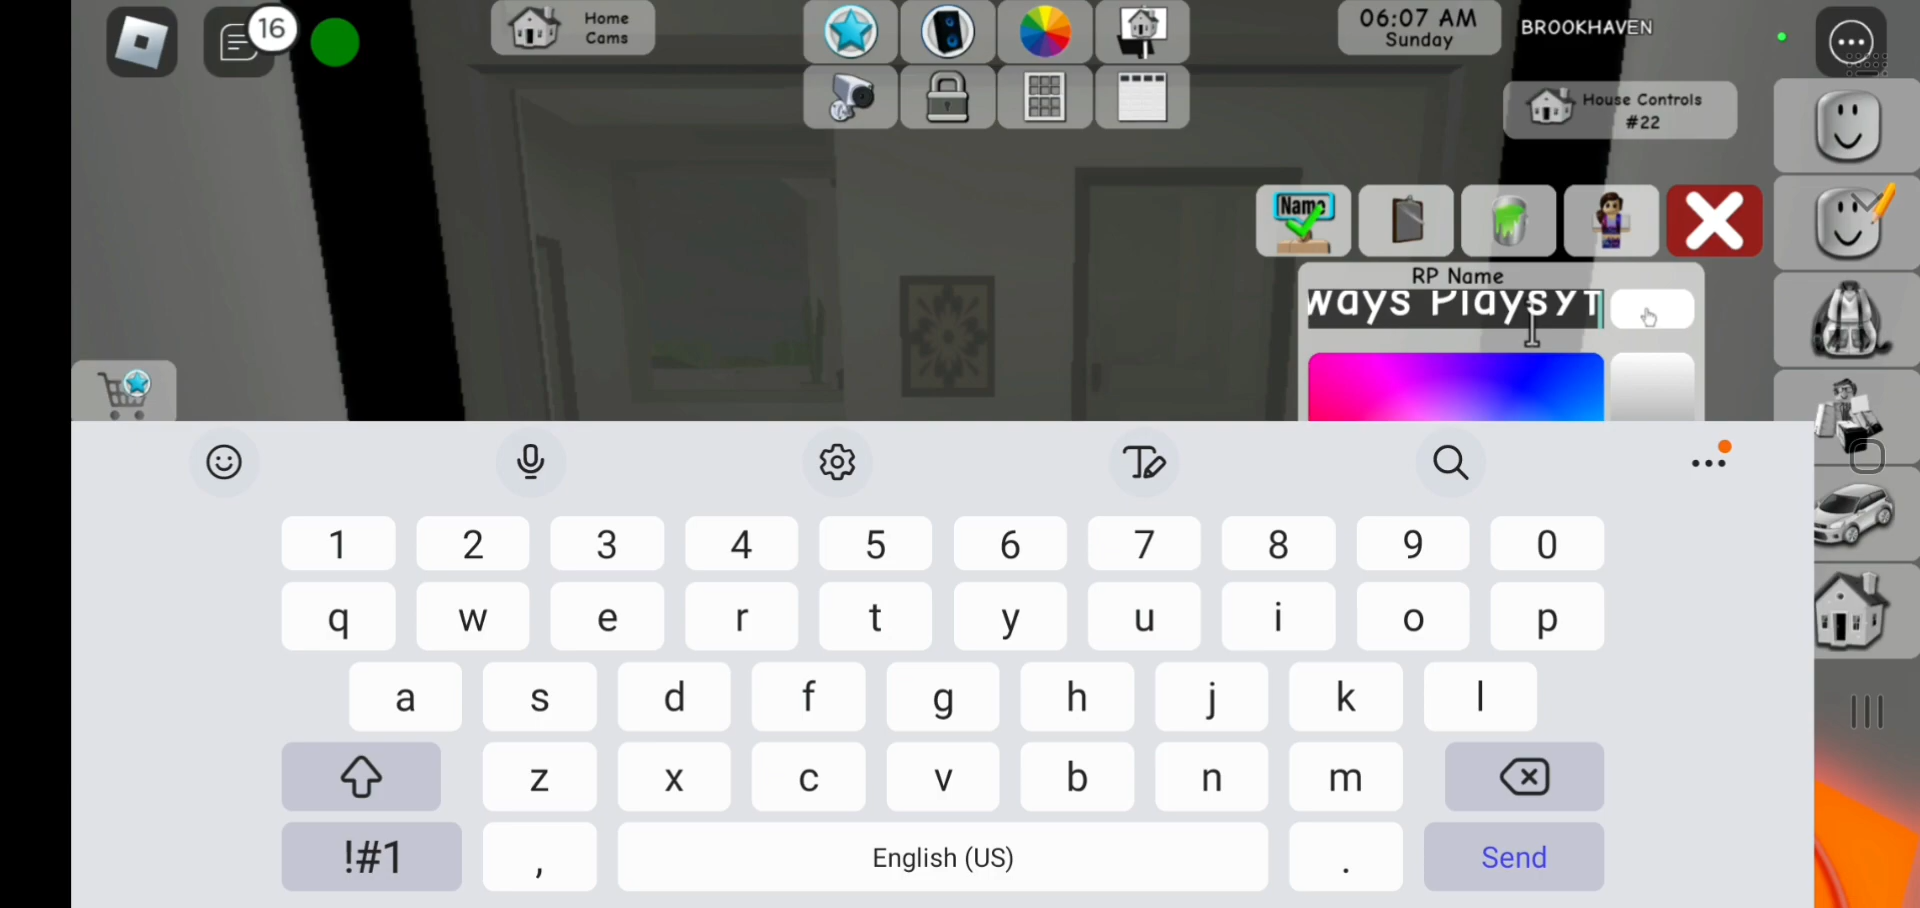 16
Home
Cams
06:07 AM
Sunday
BROOKHAVEN
House Controls
#22
Name
RP Name
ways PlaysYT
1 2 3 4 5 6 7 8 9 0
q w e r t y u i o p
a s d f g h j k l
z x c v b n m
!#1 , English (US) . Send